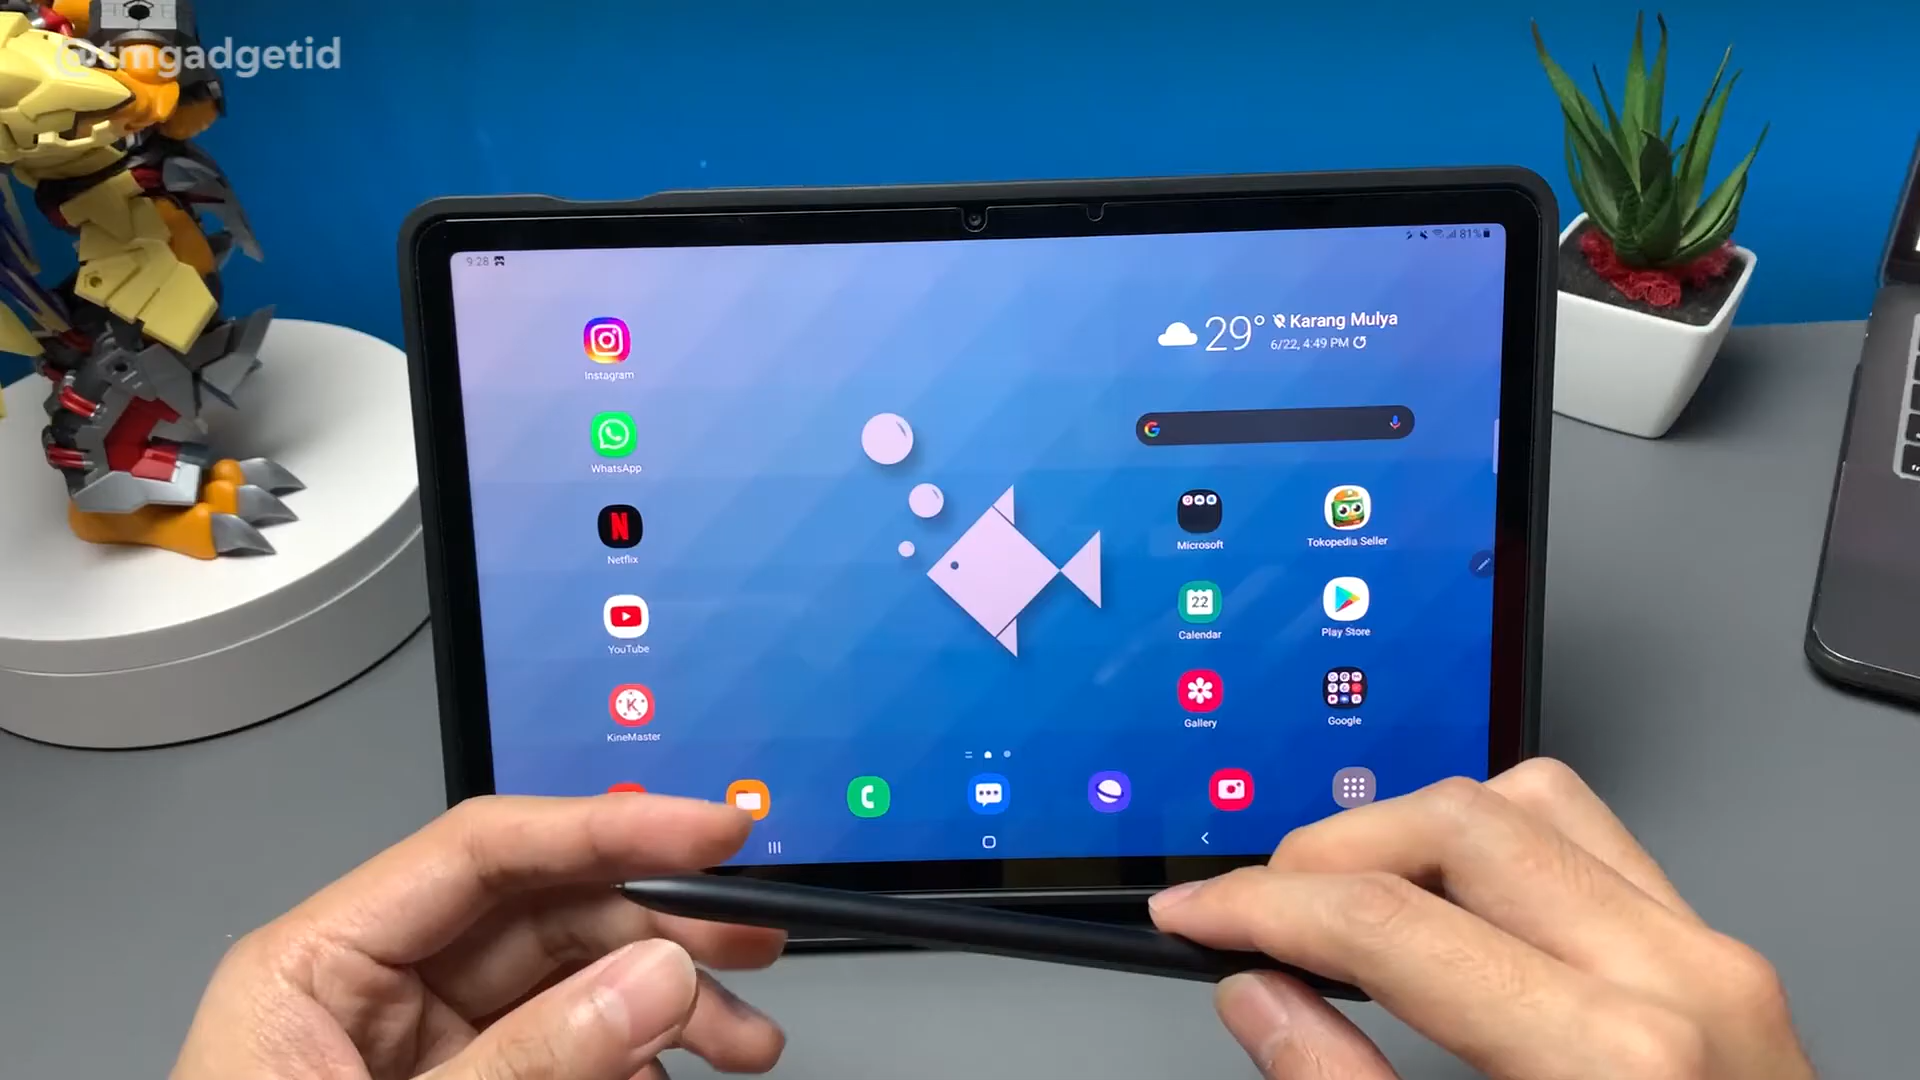 @tmgadgetid
9:28
81%
Instagram
29° Karang Mulya
6/22, 4:49 PM
WhatsApp
G
N
Netflix
Microsoft
Tokopedia Seller
YouTube
22
Calendar
Play Store
K
KineMaster
Gallery
Google